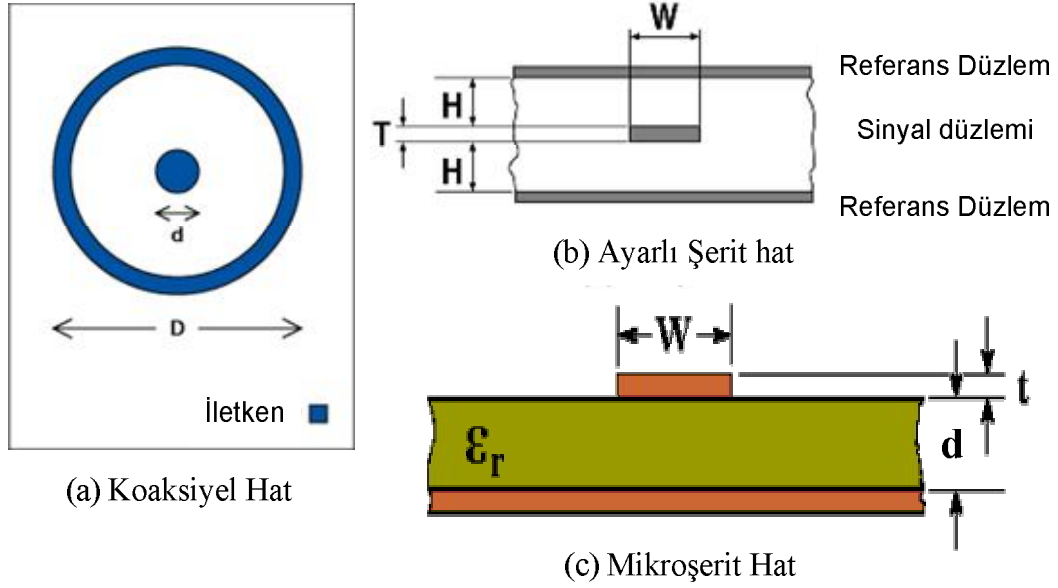 d
D
İletken
(a) Koaksiyel Hat
W
H
T
H
Referans Düzlem
Sinyal düzlemi
Referans Düzlem
(b) Ayarlı Şerit hat
W
t
εr
d
(c) Mikroşerit Hat